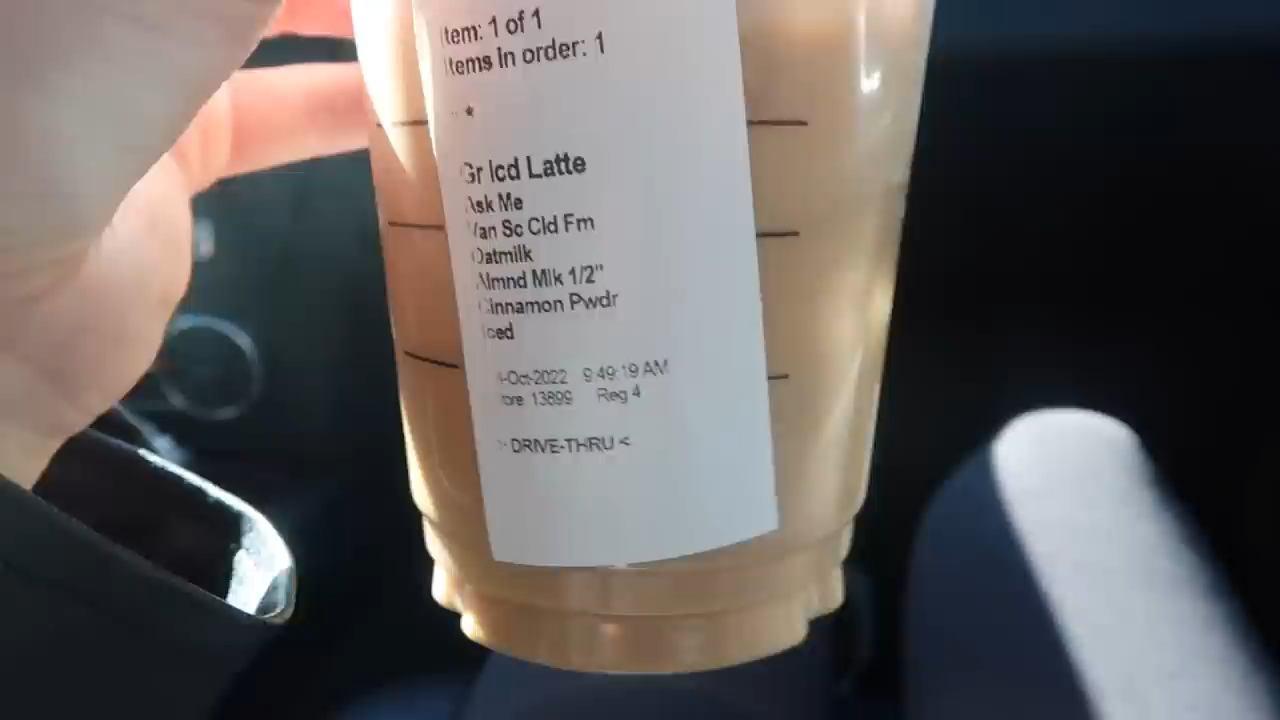 Item: 1 of 1
Items in order: 1
*
Gr Icd Latte
Ask Me
Van Sc Cld Fm
Oatmilk
Almnd Mlk 1/2"
Cinnamon Pwdr
Iced
-Oct-2022 9:49:19 AM
ore 13899 Reg 4
> DRIVE-THRU <